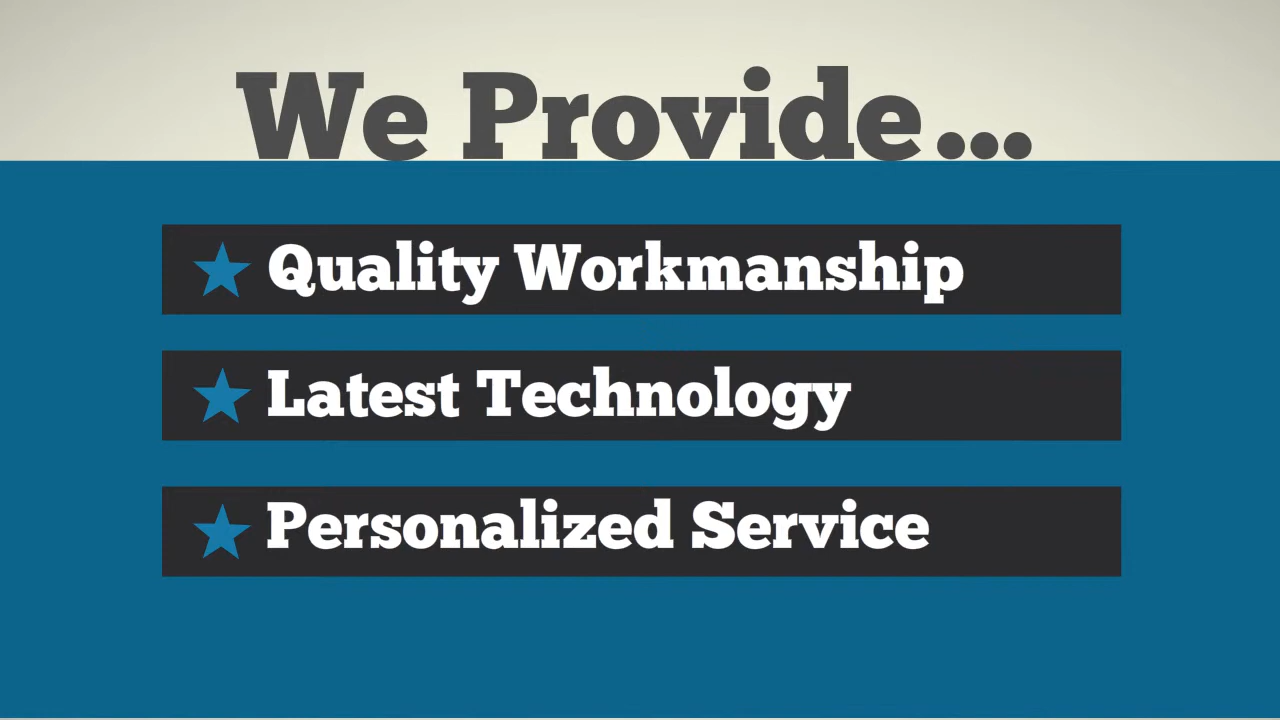 We Provide...
Quality Workmanship
Latest Technology
Personalized Service